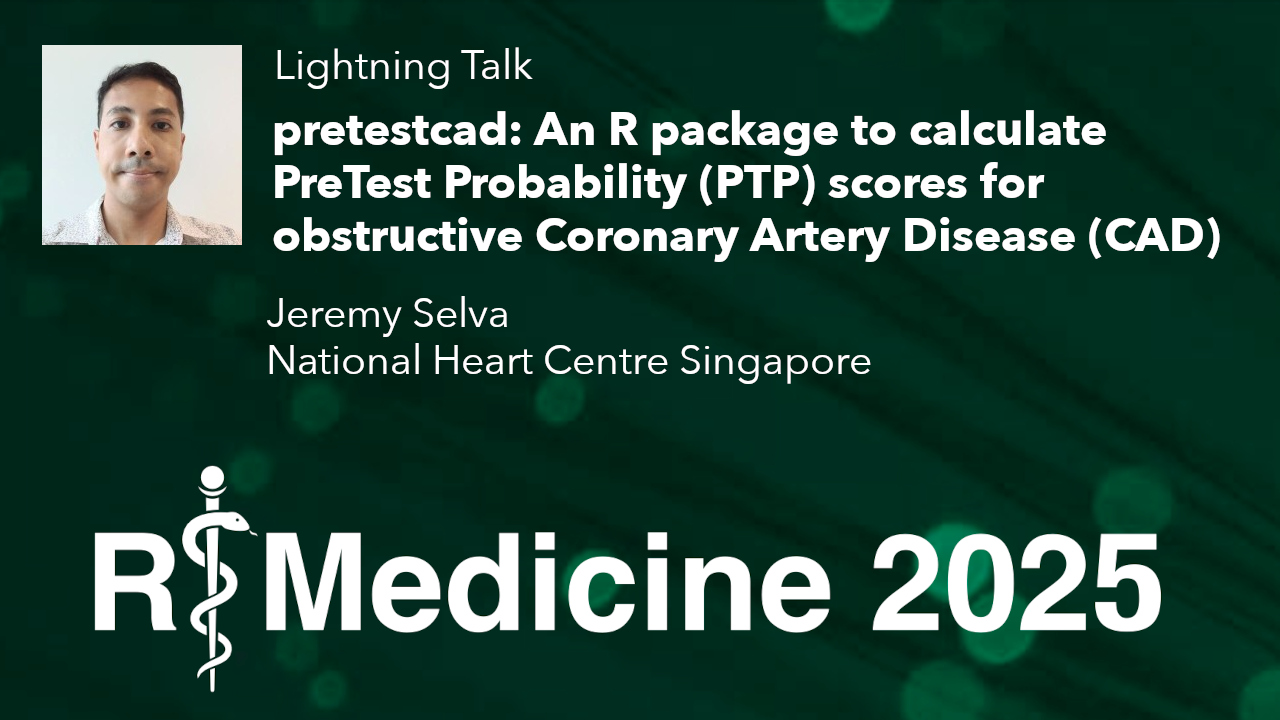 Lightning Talk
pretestcad: An R package to calculate
PreTest Probability (PTP) scores for
obstructive Coronary Artery Disease (CAD)
Jeremy Selva
National Heart Centre Singapore
R Medicine 2025